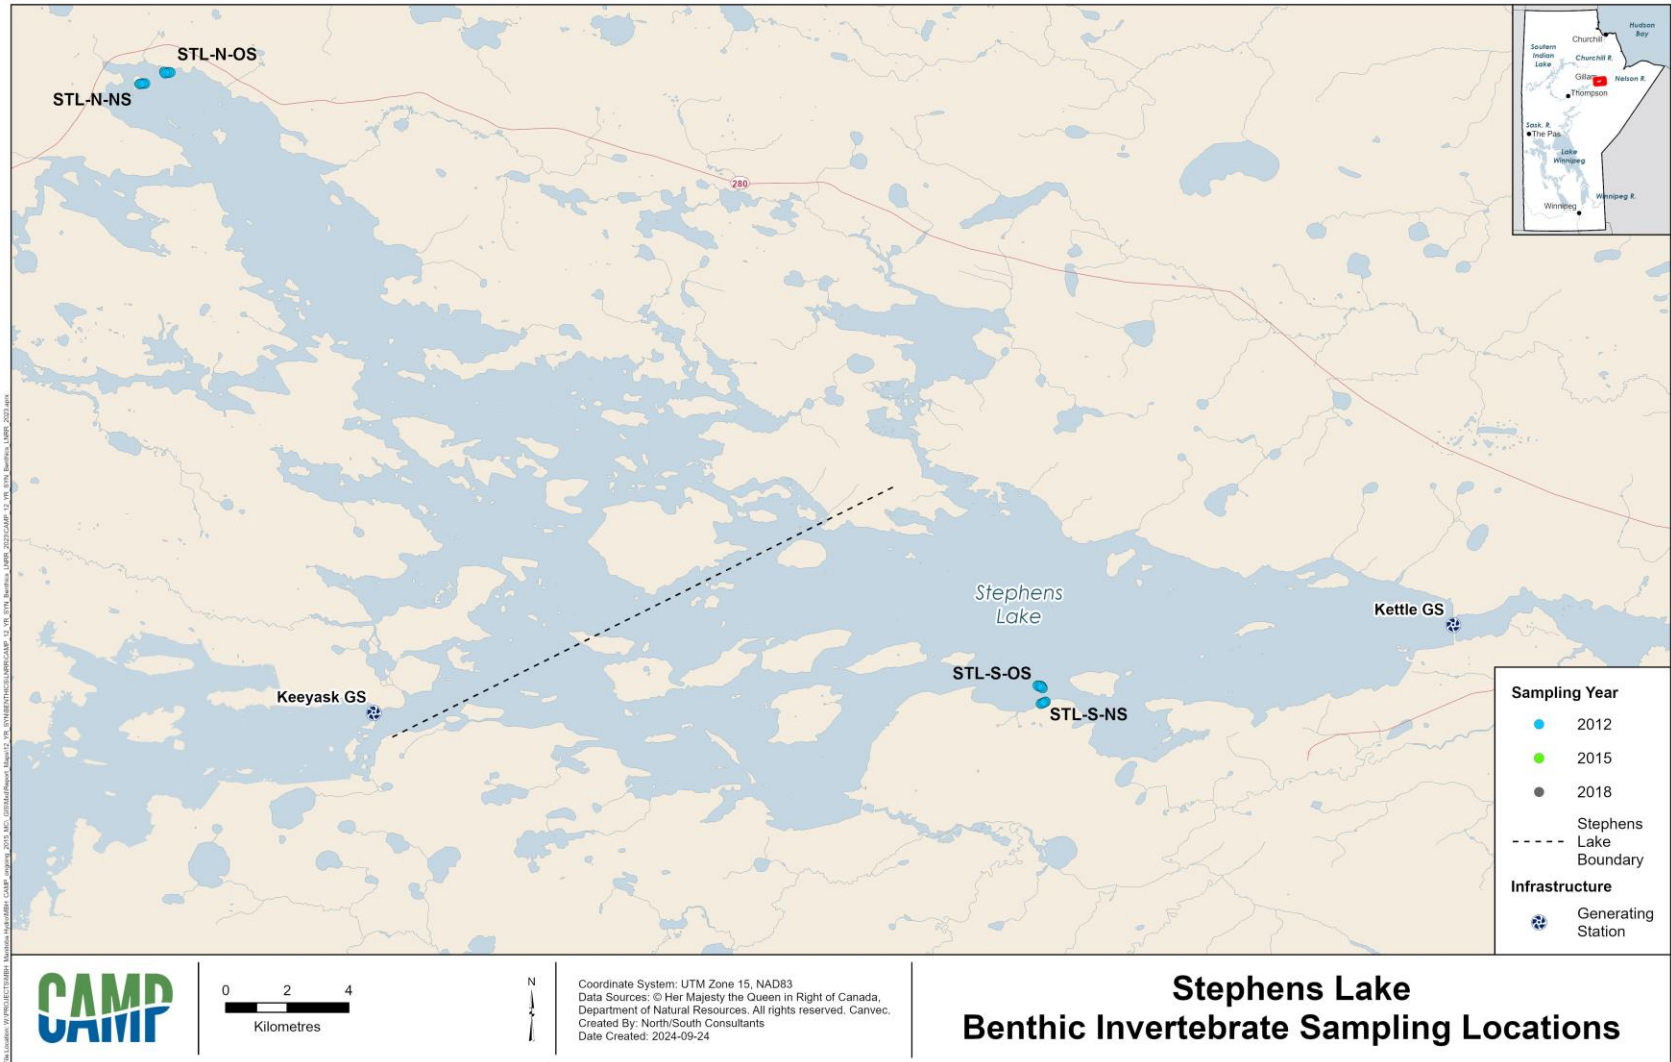 STL-N-OS
STL-N-NS
280
Stephens
Lake
Kettle GS
STL-S-OS
STL-S-NS
Keeyask GS
Hudson
Bay
Churchill
Soutern
Indian
Lake
Churchill R.
Gillam
Nelson R.
Thompson
Sask. R.
The Pas
Lake
Winnipeg
Winnipeg R.
Winnipeg
Sampling Year
2012
2015
2018
Stephens
Lake
Boundary
Infrastructure
Generating
Station
CAMP
0 2 4
Kilometres
N
Coordinate System: UTM Zone 15, NAD83
Data Sources: © Her Majesty the Queen in Right of Canada,
Department of Natural Resources. All rights reserved. Canvec.
Created By: North/South Consultants
Date Created: 2024-09-24
Stephens Lake
Benthic Invertebrate Sampling Locations